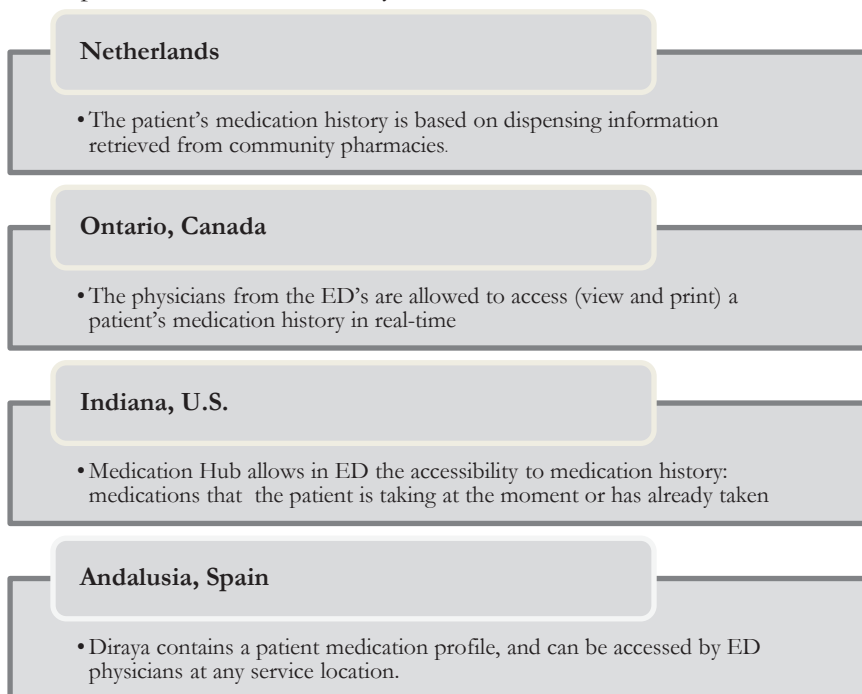 Netherlands
• The patient's medication history is based on dispensing information
retrieved from community pharmacies.
Ontario, Canada
• The physicians from the ED's are allowed to access (view and print) a
patient's medication history in real-time
Indiana, U.S.
• Medication Hub allows in ED the accessibility to medication history:
medications that the patient is taking at the moment or has already taken
Andalusia, Spain
• Diraya contains a patient medication profile, and can be accessed by ED
physicians at any service location.